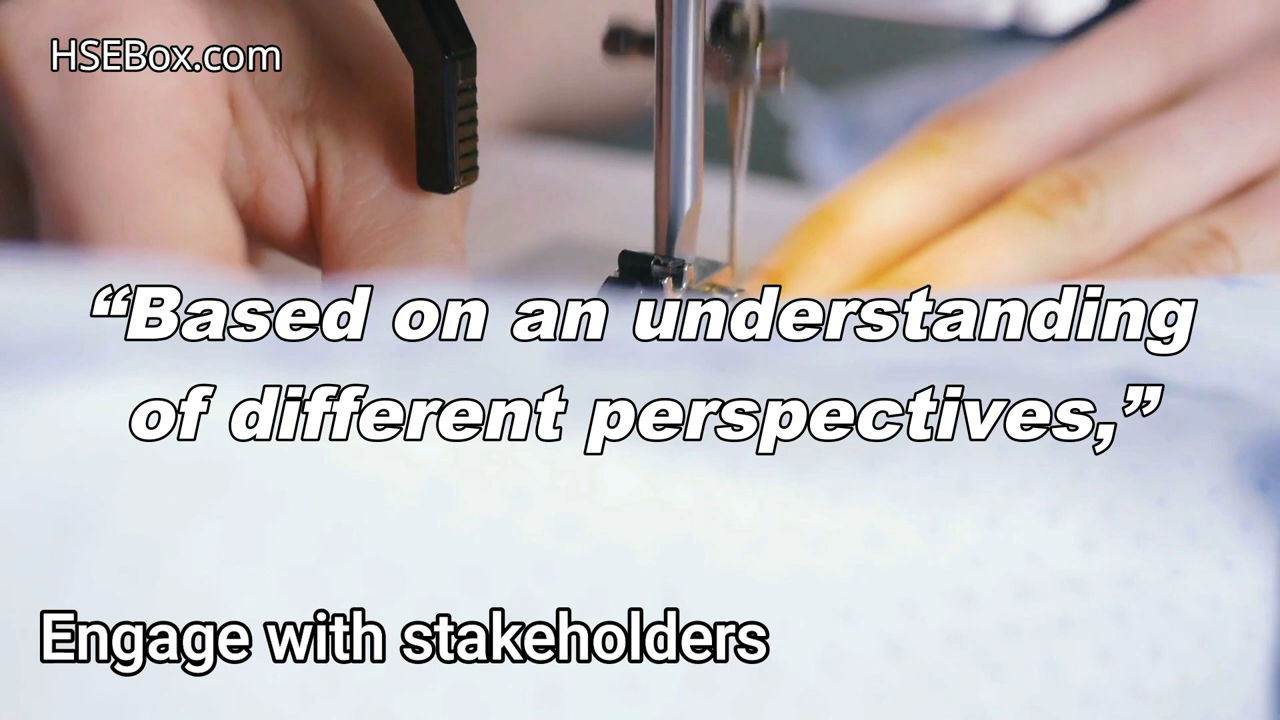 HSEBox.com
“Based on an understanding
of different perspectives,”
Engage with stakeholders